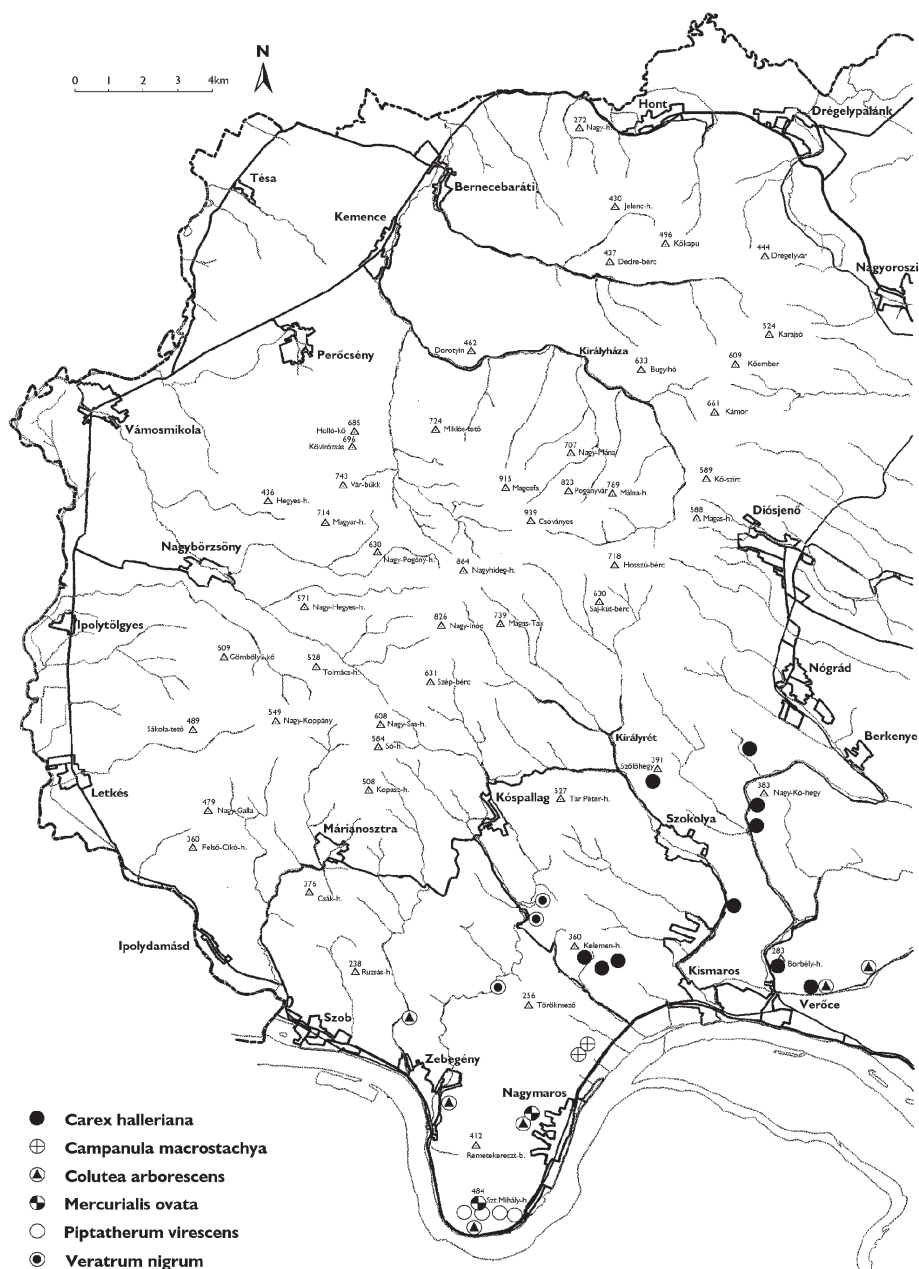 N
0 1 2 3 4km
Hont
Drégelypalánk
272
Nagy-h.
Tésa
Bernecebaráti
430
Jelenc-h.
Kemence
496
Kőkapu
437
Dedre-bérc
444
Drégelyvár
Nagyoroszi
524
Karajsó
Perőcsény
Dorotyin
462
Királyháza
633
Bugyihó
609
Kőember
661
Kámor
Vámosmikola
685
Holló-kő
696
Kővirózsás
724
Miklós-tető
707
Nagy-Mána
743
Vár-bükk
915
Magosfa
823
Pogányvár
769
Málna-h.
589
Kő-szirt
436
Hegyes-h.
714
Magyar-h.
939
Csóványos
588
Magas-h.
Diósjenő
Nagybörzsöny
630
Nagy-Pogány-h.
864
Nagyhideg-h.
718
Hosszú-bérc
571
Nagy-Hegyes-h.
630
Saj-kút-bérc
Ipolytölgyes
826
Nagy-Inóc
739
Magas-Tax
509
Gömbölyű-kő
528
Tolmács-h.
631
Szép-bérc
Nógrád
549
Nagy-Koppány
608
Nagy-Sas-h.
489
Sákola-tető
584
Só-h.
Királyrét
391
Szőlőhegy
Berkenye
Letkés
508
Kopasz-h.
Kóspallag
527
Tar Péter-h.
383
Nagy-Kő-hegy
479
Nagy-Galla
Márianosztra
Szokolya
360
Felső-Cikó-h.
376
Csák-h.
Ipolydamásd
360
Kelemen-h.
283
Borbély-h.
238
Ruzsás-h.
Kismaros
256
Törökmező
Verőce
Szob
Zebegény
Nagymaros
412
Remetekereszt-b.
484
Szt.Mihály-h.
Carex halleriana
Campanula macrostachya
Colutea arborescens
Mercurialis ovata
Piptatherum virescens
Veratrum nigrum